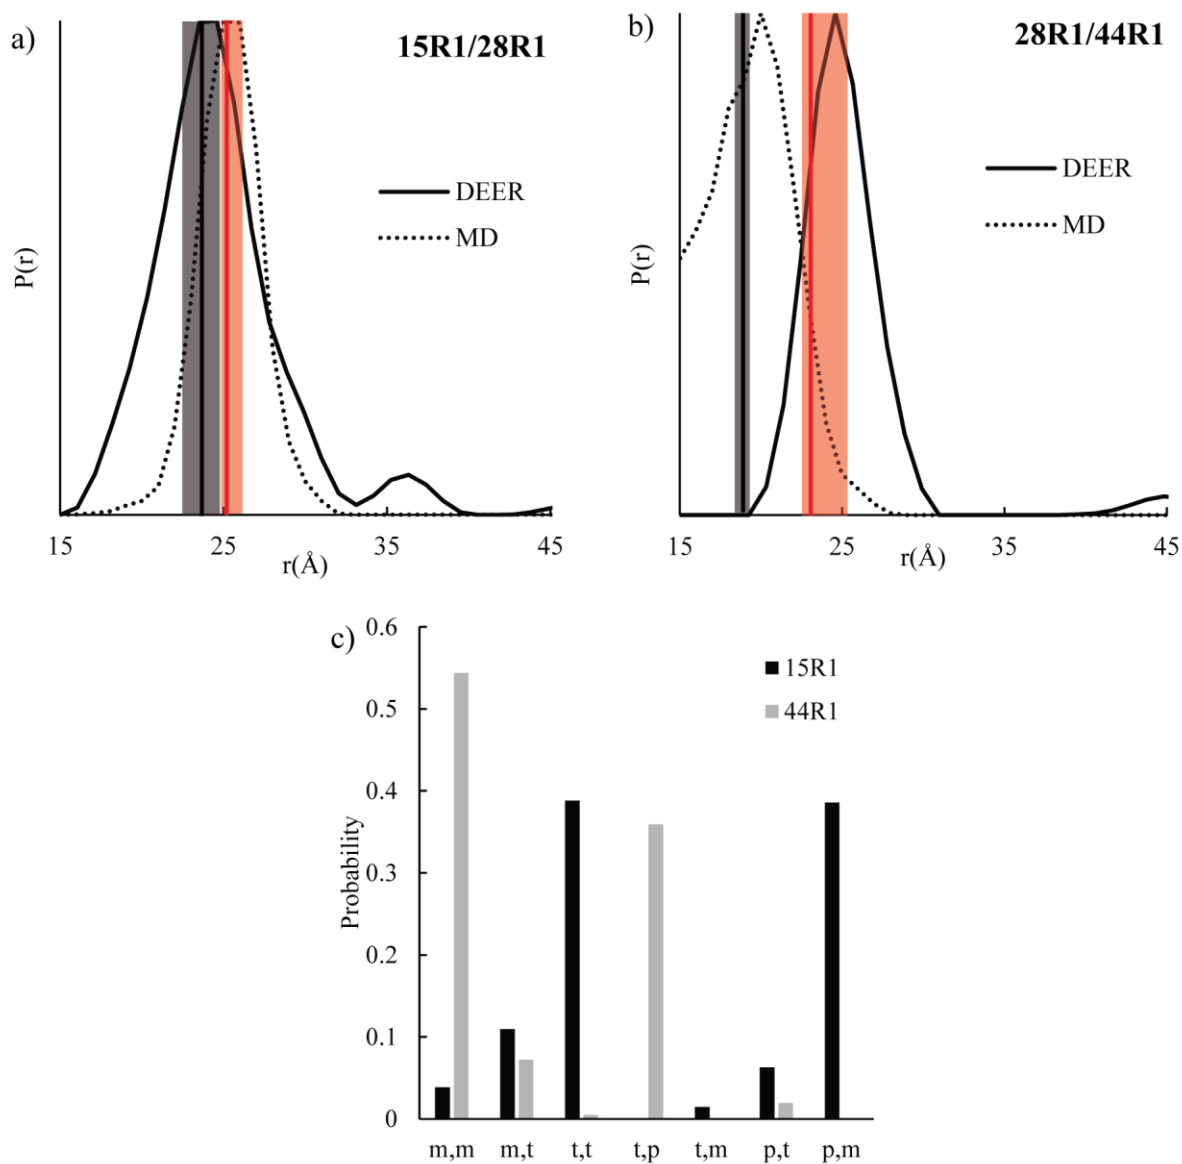 a)
15R1/28R1
DEER
MD
P(r)
15
25
35
45
r(Å)
b)
28R1/44R1
DEER
MD
P(r)
15
25
35
45
r(Å)
c)
0.6
0.5
0.4
0.3
0.2
0.1
0
Probability
15R1
44R1
m,m
m,t
t,t
t,p
t,m
p,t
p,m